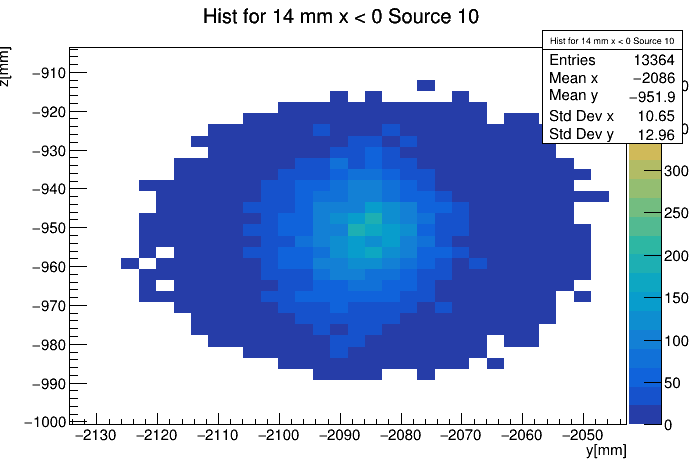 Hist for 14 mm x < 0 Source 10
z[mm]
Hist for 14 mm x < 0 Source 10
Entries 13364
Mean x −2086
Mean y −951.9
Std Dev x 10.65
Std Dev y 12.96
−910
−920
−930
−940
−950
−960
−970
−980
−990
−1000
−2130 −2120 −2110 −2100 −2090 −2080 −2070 −2060 −2050
y[mm]
300
250
200
150
100
50
0